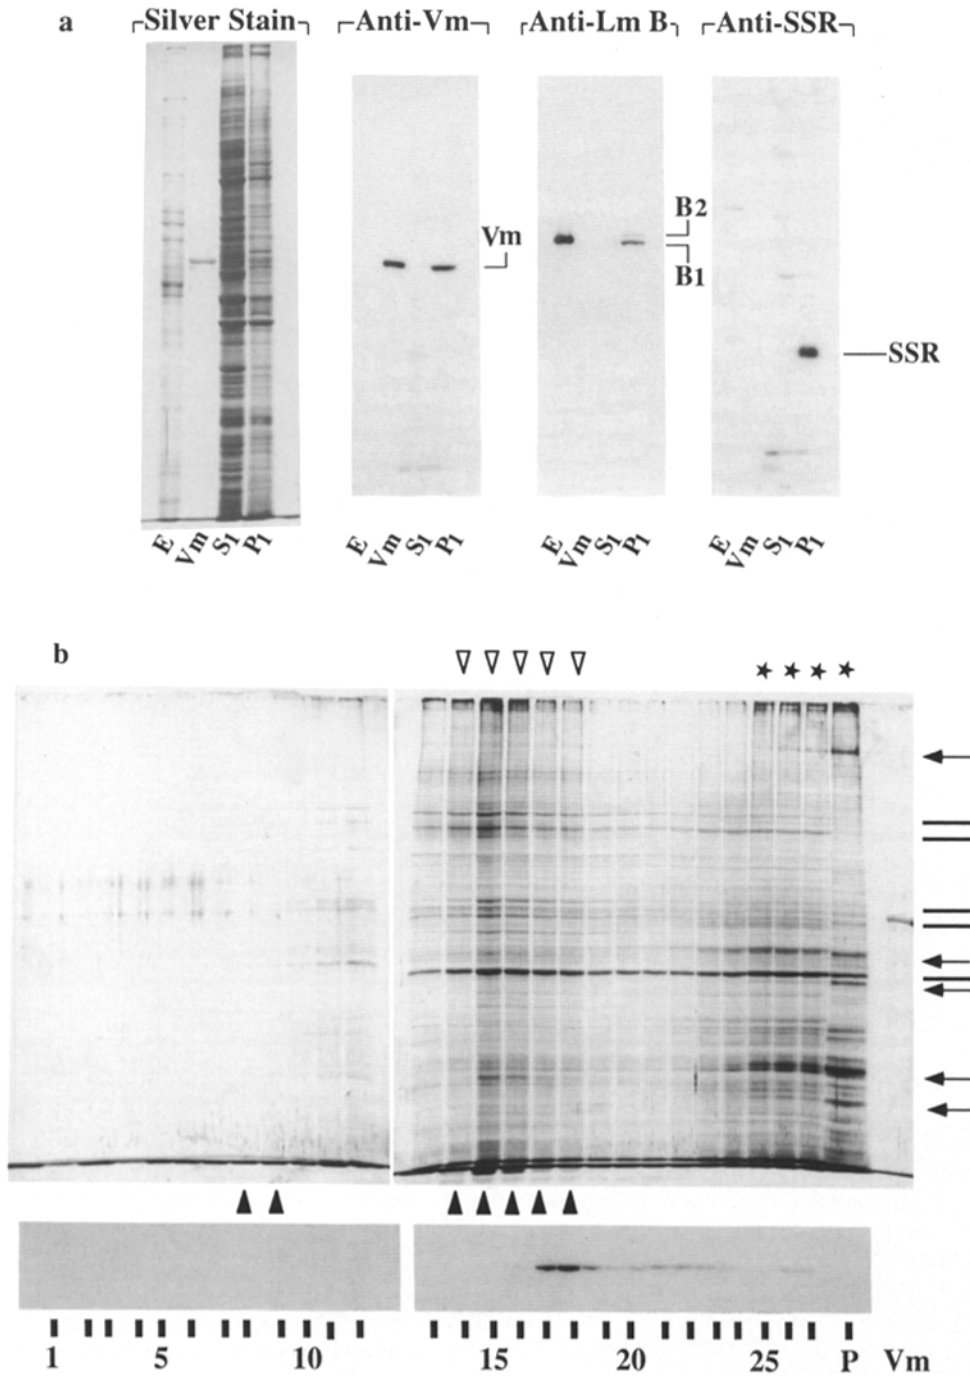 a
Silver Stain Anti-Vm Anti-Lm B Anti-SSR
Vm
B2
B1
SSR
E Vm S1 P1 E Vm S1 P1 E Vm S1 P1 E Vm S1 P1
b
1 5 10 15 20 25 P Vm